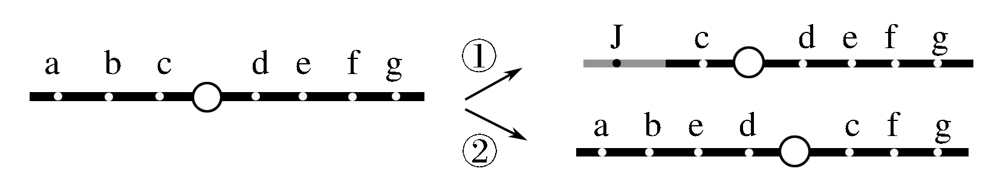 a b c d e f g
①
J c d e f g
②
a b e d c f g